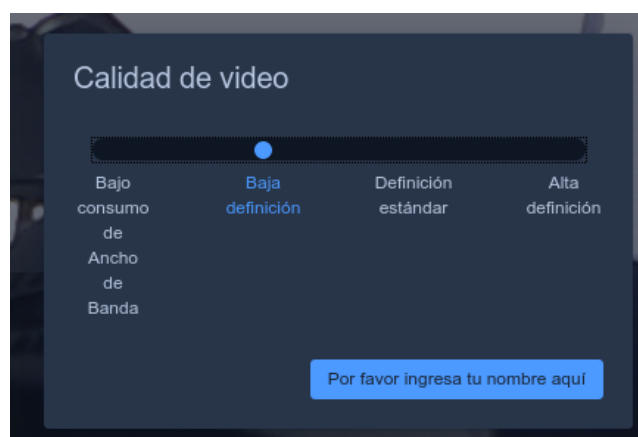 Calidad de video
Bajo consumo de Ancho de Banda
Baja definición
Definición estándar
Alta definición
Por favor ingresa tu nombre aquí